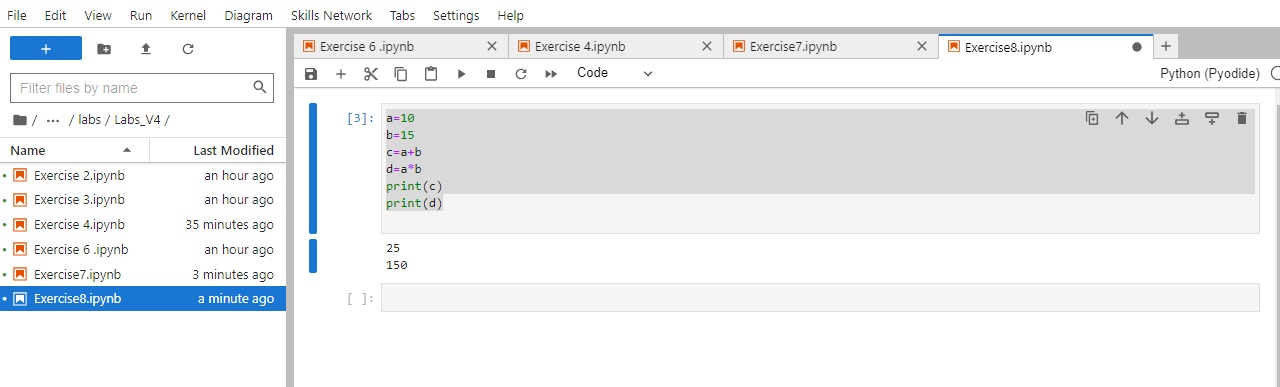 File Edit View Run Kernel Diagram Skills Network Tabs Settings Help
+
Filter files by name
/ ... / labs / Labs_V4 /
Name Last Modified
Exercise 2.ipynb an hour ago
Exercise 3.ipynb an hour ago
Exercise 4.ipynb 35 minutes ago
Exercise 6 .ipynb an hour ago
Exercise7.ipynb 3 minutes ago
Exercise8.ipynb a minute ago
Exercise 6 .ipynb Exercise 4.ipynb Exercise7.ipynb Exercise8.ipynb +
Code Python (Pyodide)
[3]: a=10
b=15
c=a+b
d=a*b
print(c)
print(d)
25
150
[ ]: